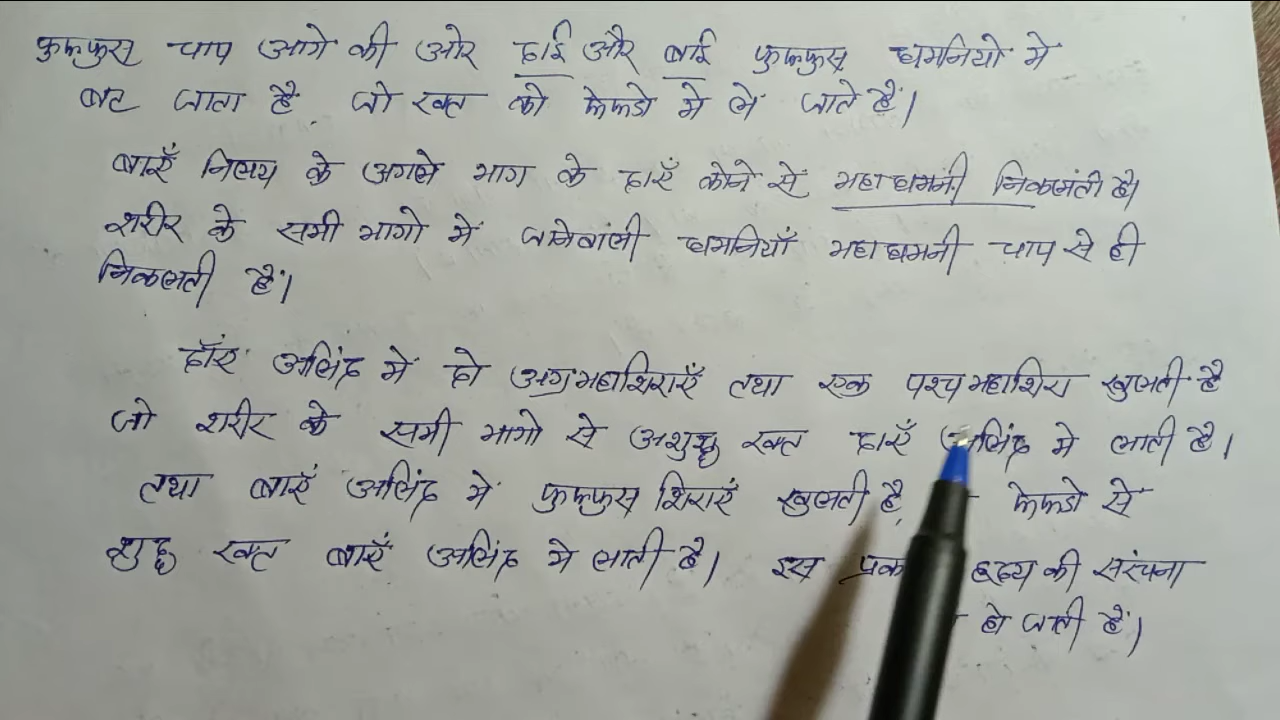 फुफ्फुस चाप आगे की ओर दाई और बाई फुफ्फुस धमनियो मे
बट जाता है जो रक्त को फेफडो मे ले जाते है।
बाएँ निलय के अगले भाग के दाएँ कोने से महाधमनी निकलती है।
शरीर के सभी भागो में जानेवाली धमनियाँ महाधमनी चाप से ही
निकलती हैं।
दाँए अलिंद में दो अग्रमहाशिराएँ तथा एक पश्चमहाशिरा खुलती है
जो शरीर के सभी भागो से अशुद्ध रक्त दाएँ अलिंद मे लाती है।
तथा बाएँ अलिंद में फुफ्फुस शिराएँ खुलती है फेफडो से
शुद्ध रक्त बाएँ अलिंद मे लाती है। इस हृदय की संरचना
हो जाती हैं।